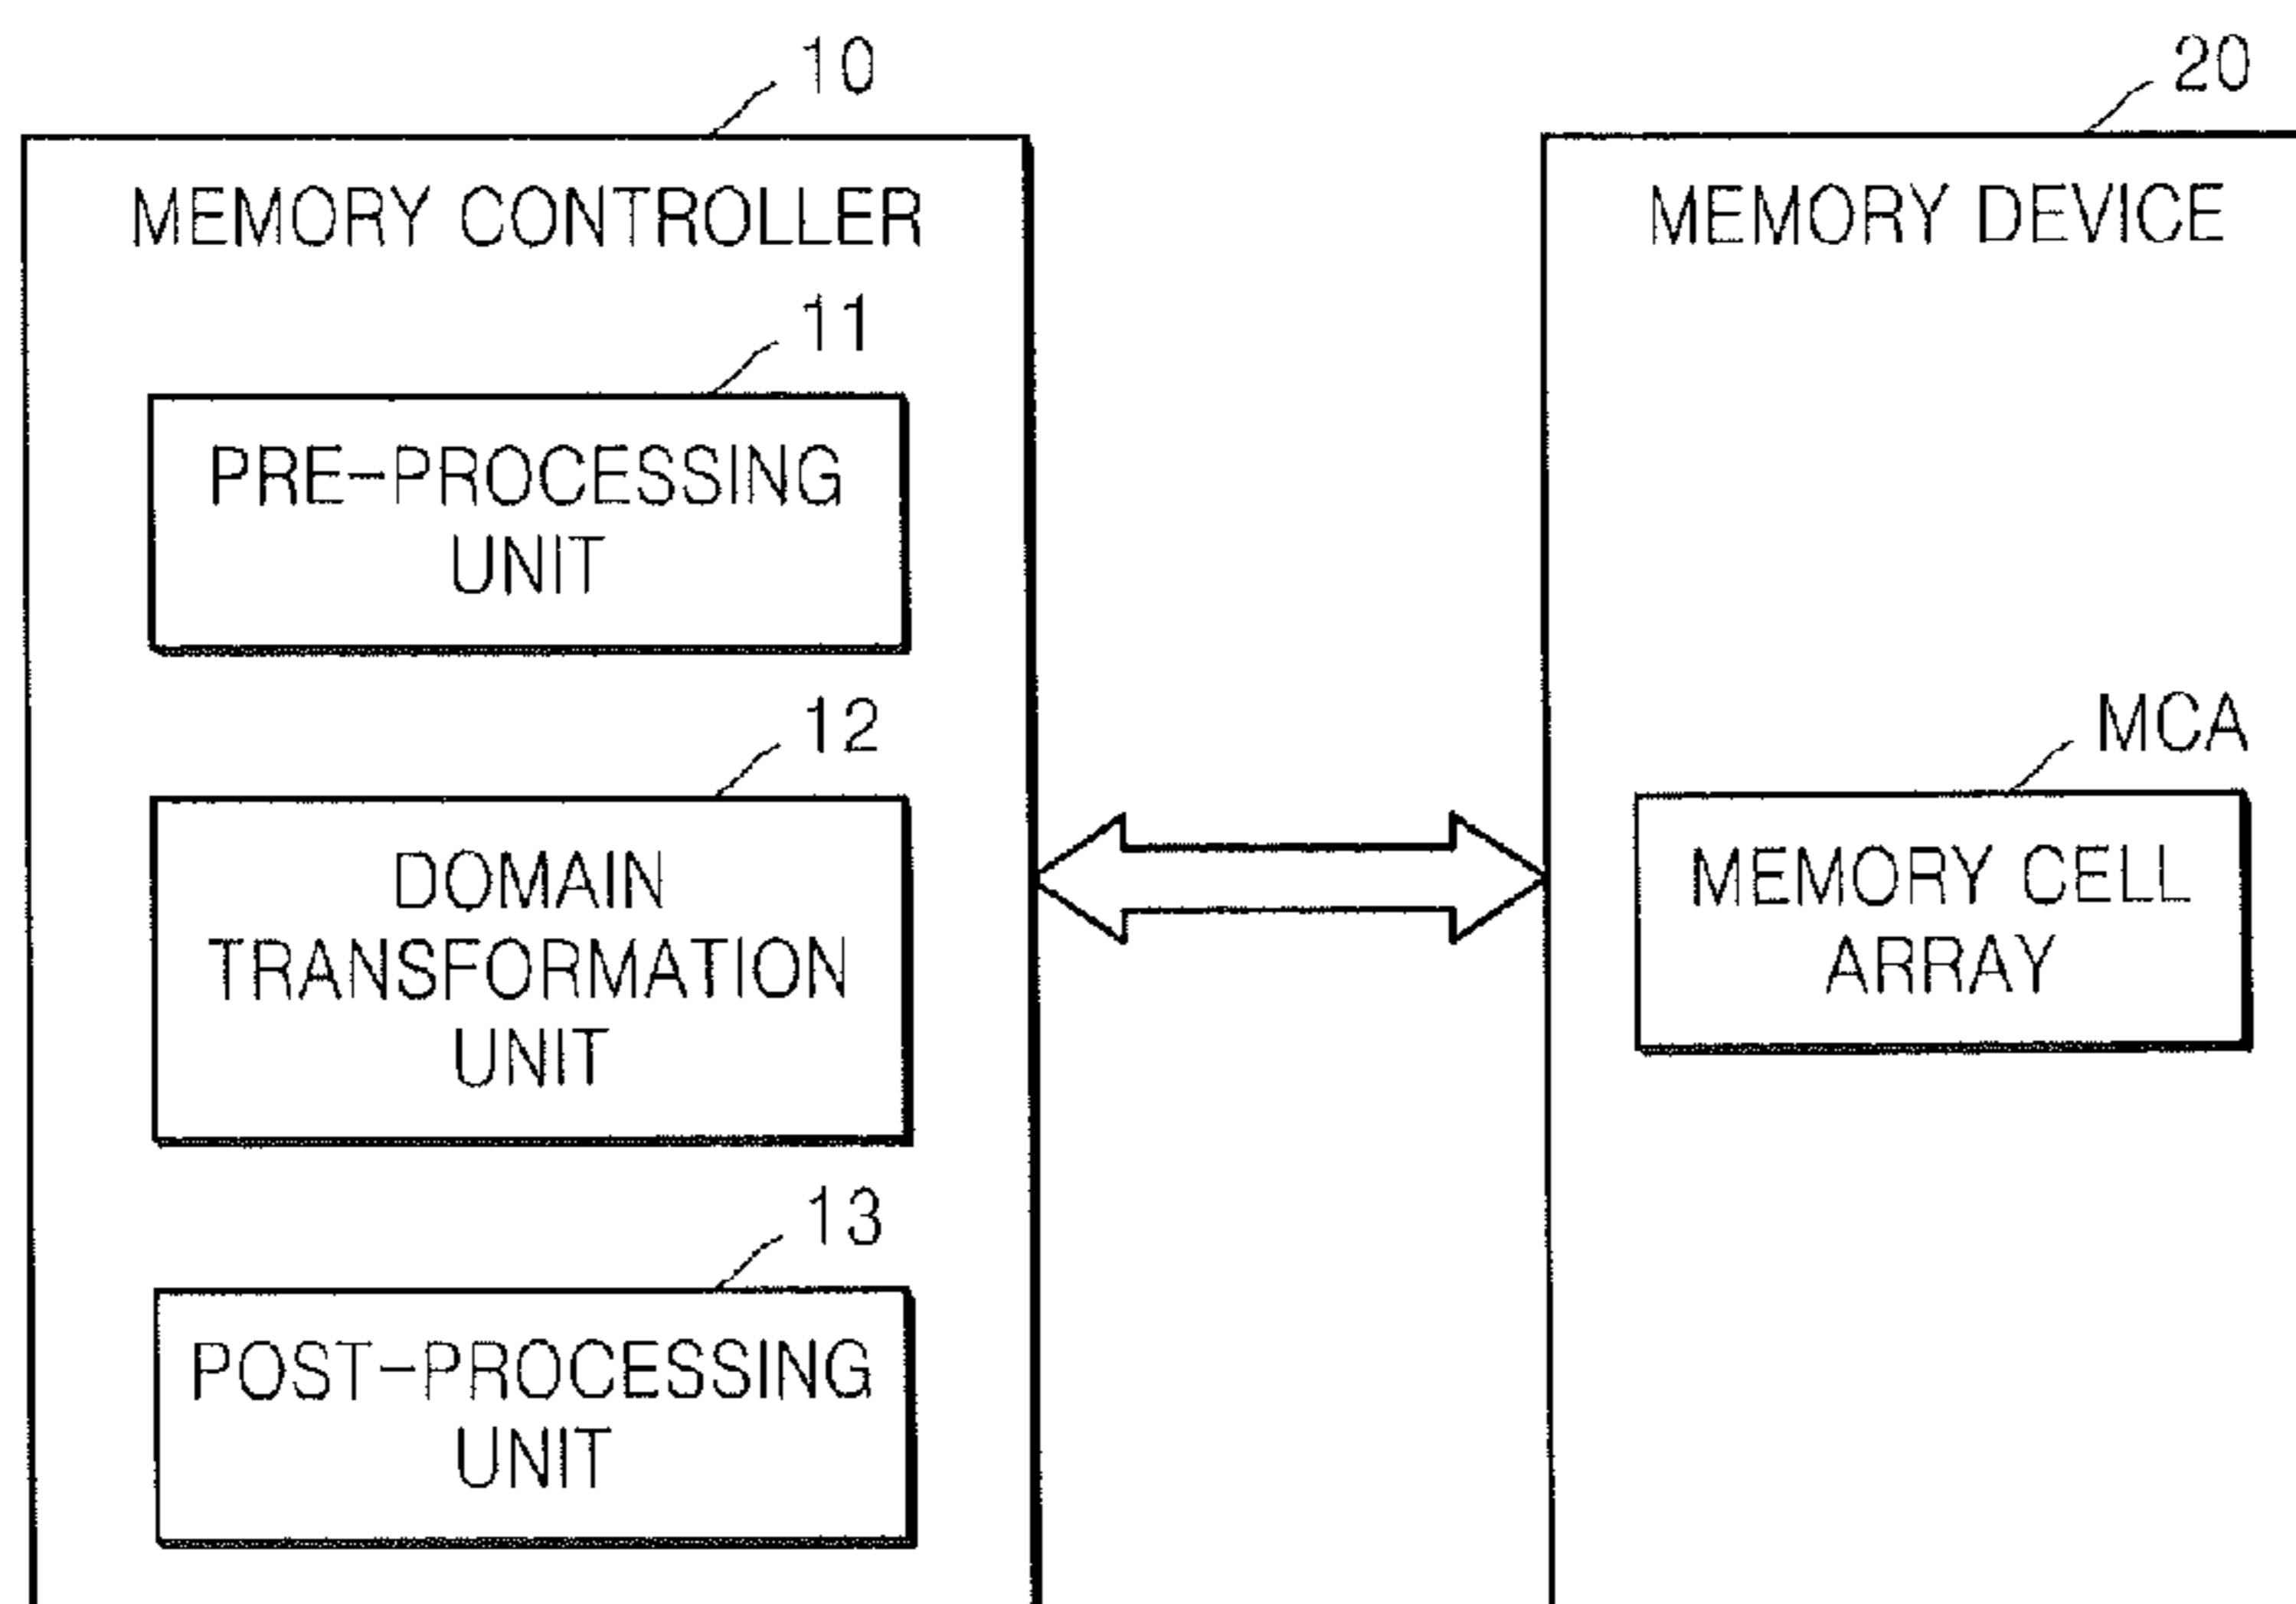 10
MEMORY CONTROLLER
11
PRE-PROCESSING
UNIT
12
DOMAIN
TRANSFORMATION
UNIT
13
POST-PROCESSING
UNIT
20
MEMORY DEVICE
MCA
MEMORY CELL
ARRAY